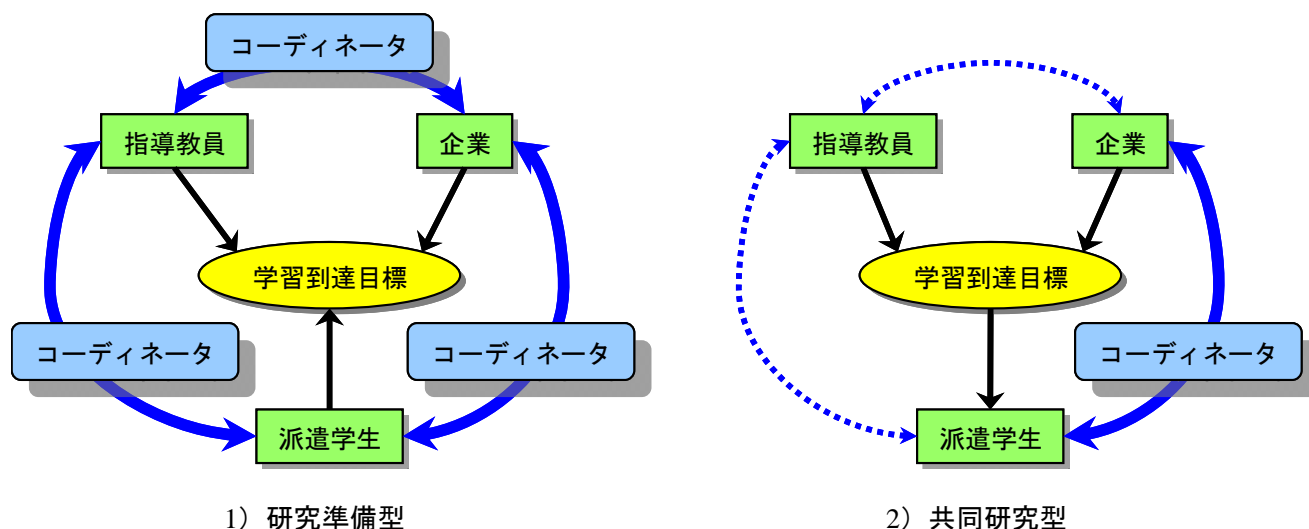 コーディネータ
指導教員
企業
学習到達目標
コーディネータ
コーディネータ
派遣学生
1）研究準備型
指導教員
企業
学習到達目標
コーディネータ
派遣学生
2）共同研究型